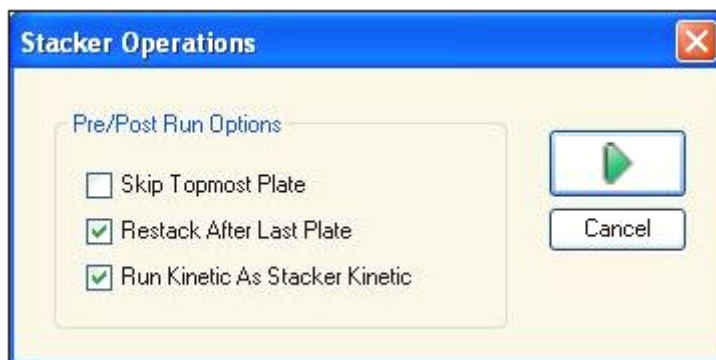 Stacker Operations
Pre/Post Run Options
Skip Topmost Plate
Restack After Last Plate
Run Kinetic As Stacker Kinetic
Cancel